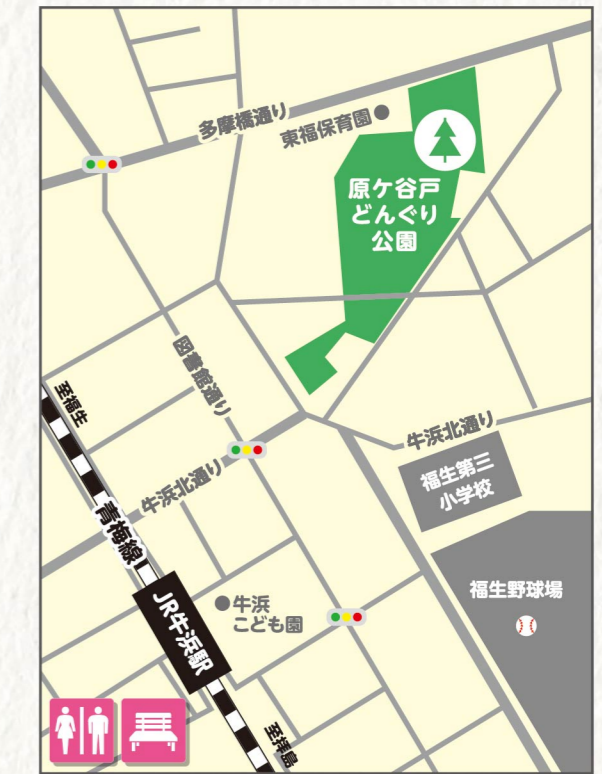 多摩橋通り
東福保育園
原ケ谷戸
どんぐり
公園
図書館通り
至福生
牛浜北通り
牛浜北通り
福生第三
小学校
青梅線
福生野球場
JR牛浜駅
牛浜
こども園
至拝島